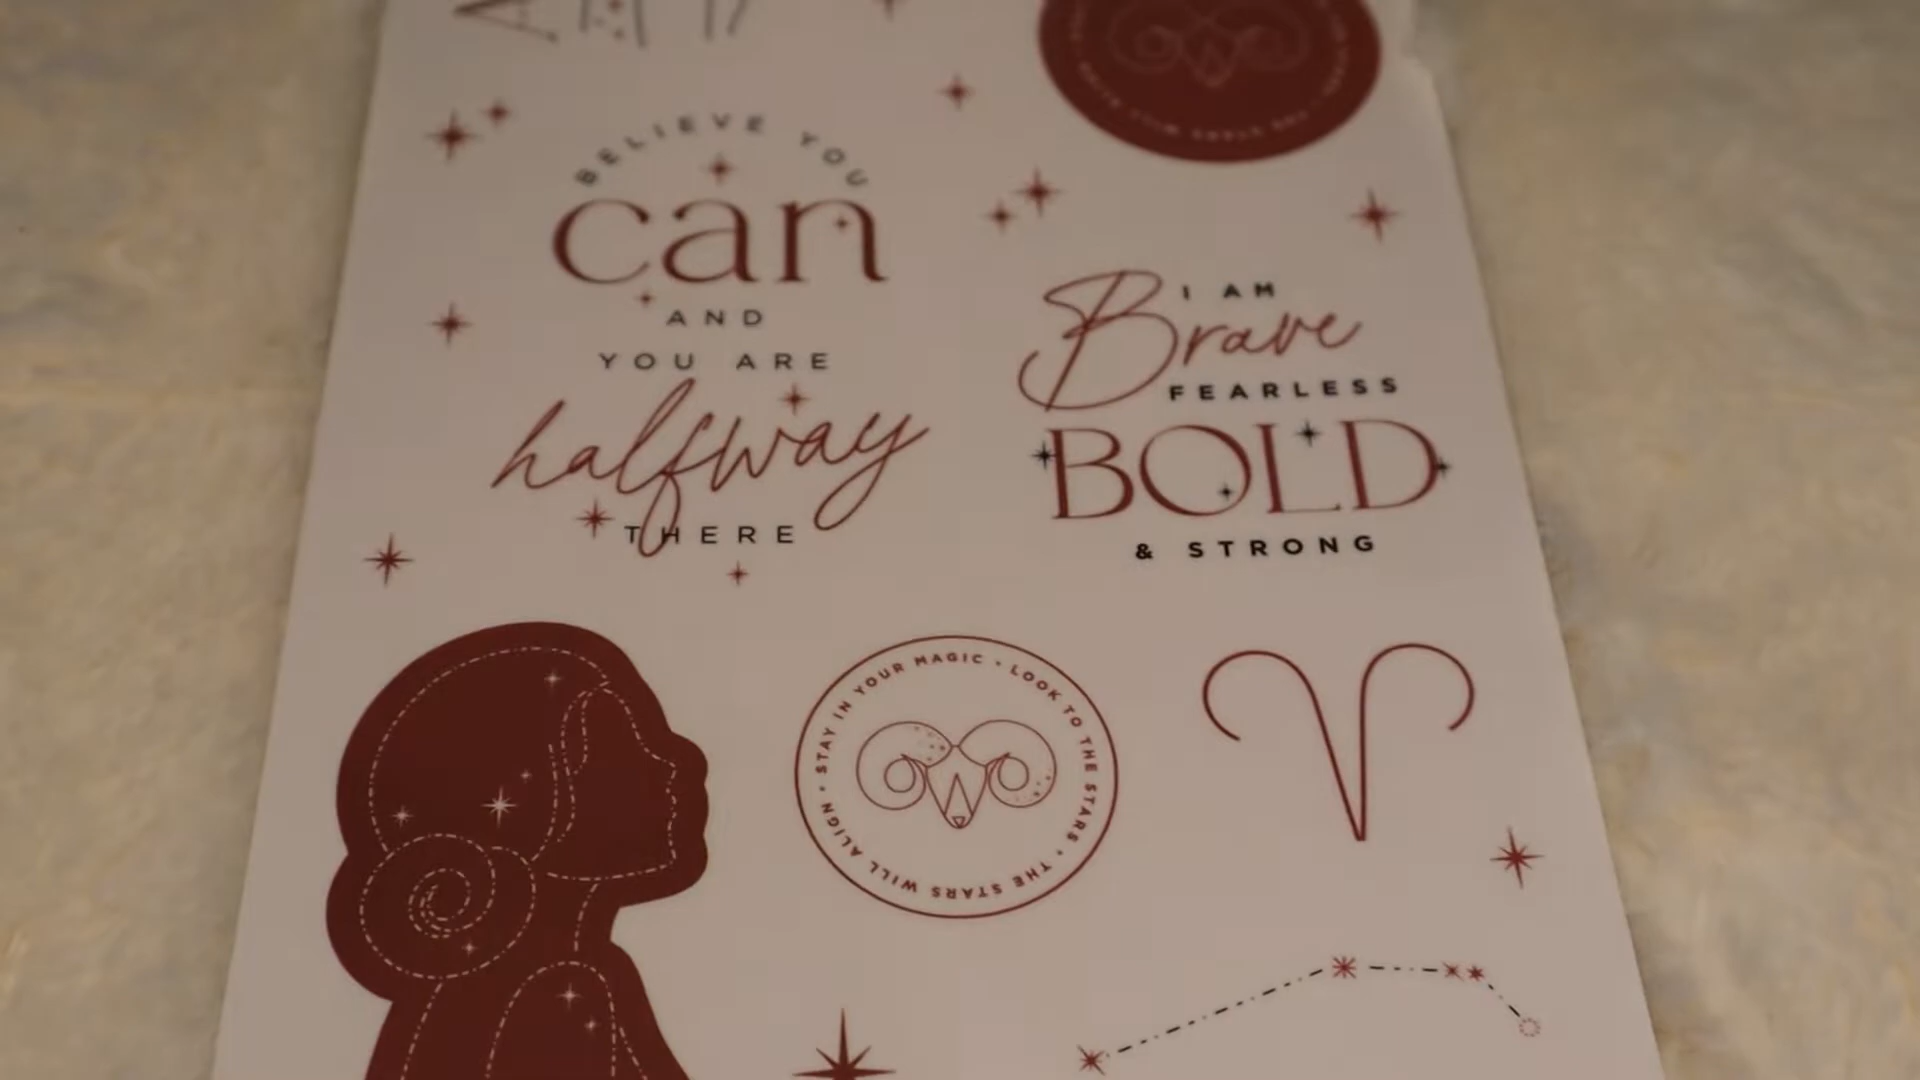 BELIEVE YOU
can
AND
YOU ARE
halfway
THERE
I AM
Brave
FEARLESS
BOLD
& STRONG
STAY IN YOUR MAGIC • LOOK TO THE STARS • THE STARS WILL ALIGN •